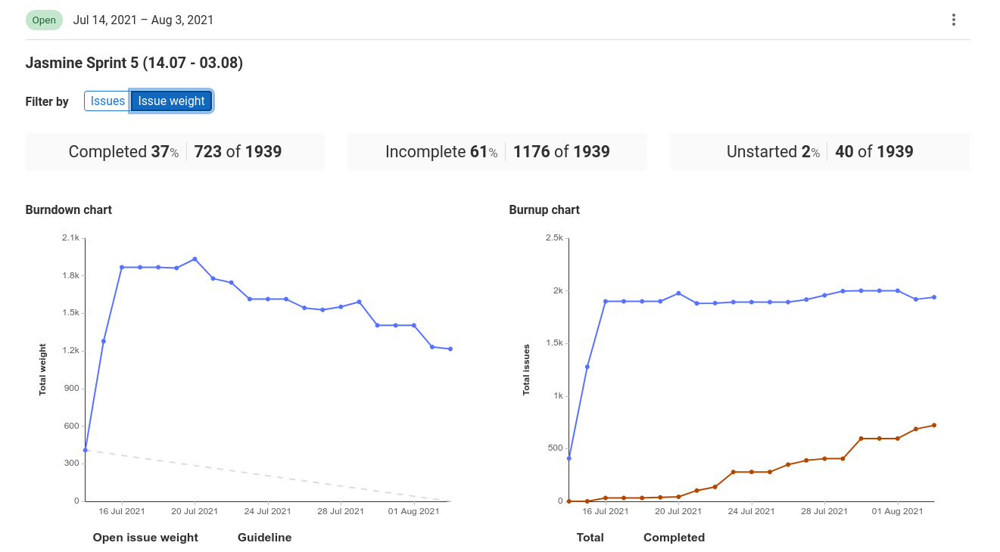 Open Jul 14, 2021 – Aug 3, 2021
Jasmine Sprint 5 (14.07 - 03.08)
Filter by Issues Issue weight
Completed 37% 723 of 1939
Incomplete 61% 1176 of 1939
Unstarted 2% 40 of 1939
Burndown chart
2.1k
1.8k
1.5k
1.2k
900
600
300
0
Total weight
16 Jul 2021 20 Jul 2021 24 Jul 2021 28 Jul 2021 01 Aug 2021
Open issue weight Guideline
Burnup chart
2.5k
2k
1.5k
1k
500
0
Total issues
16 Jul 2021 20 Jul 2021 24 Jul 2021 28 Jul 2021 01 Aug 2021
Total Completed